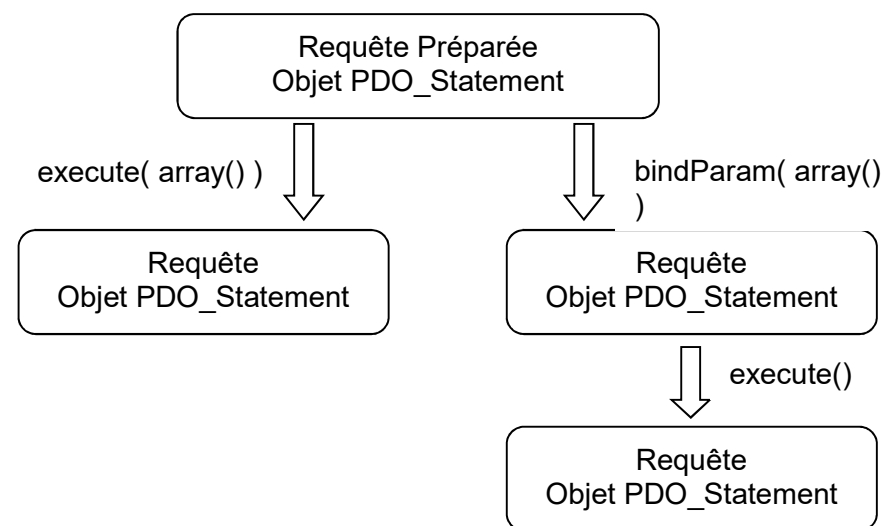 Requête Préparée
Objet PDO_Statement
execute( array() )
bindParam( array()
)
Requête
Objet PDO_Statement
Requête
Objet PDO_Statement
execute()
Requête
Objet PDO_Statement